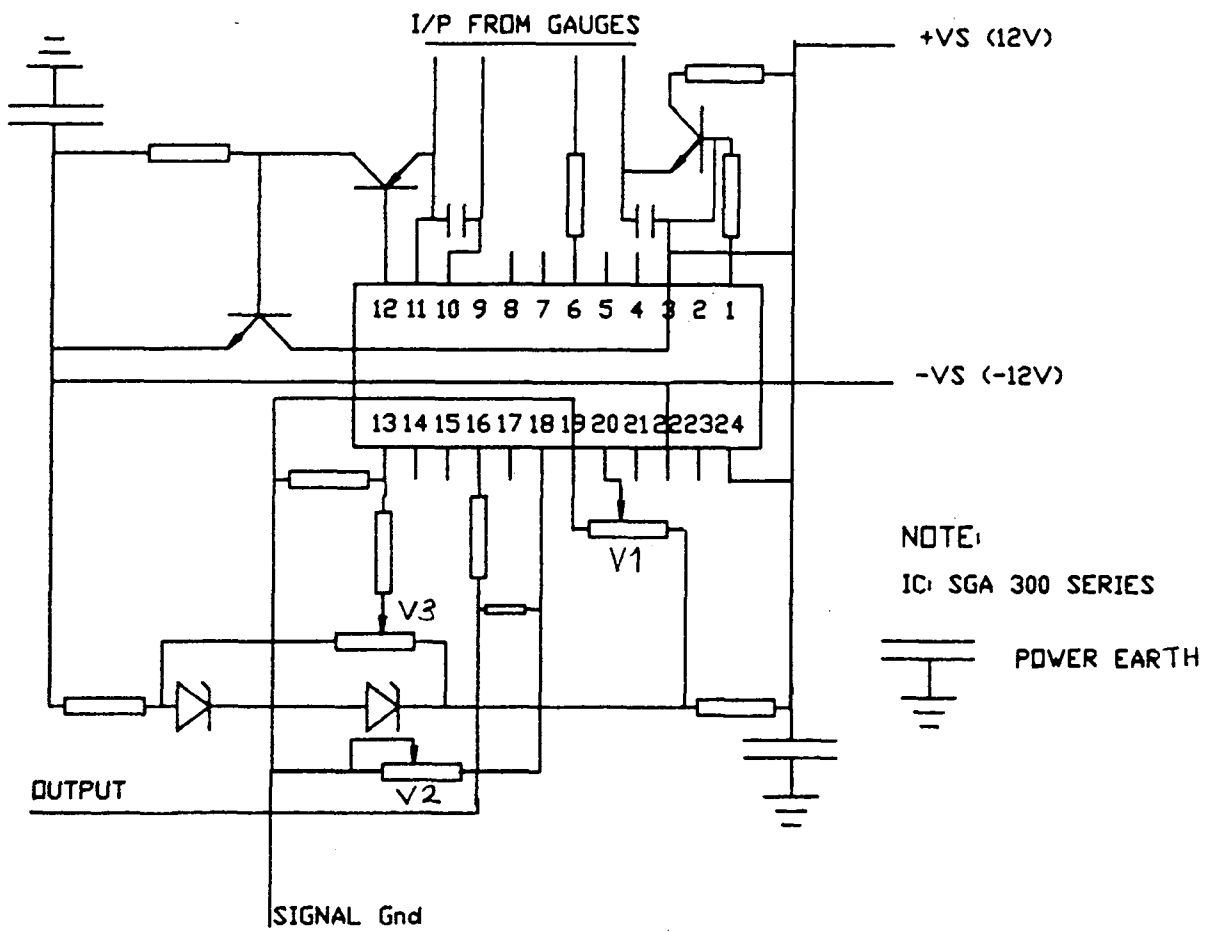 I/P FROM GAUGES
+VS (12V)
12 11 10 9 8 7 6 5 4 3 2 1
-VS (-12V)
13 14 15 16 17 18 19 20 21 22 23 24
V1
NOTE:
IC: SGA 300 SERIES
V3
POWER EARTH
V2
OUTPUT
SIGNAL Gnd